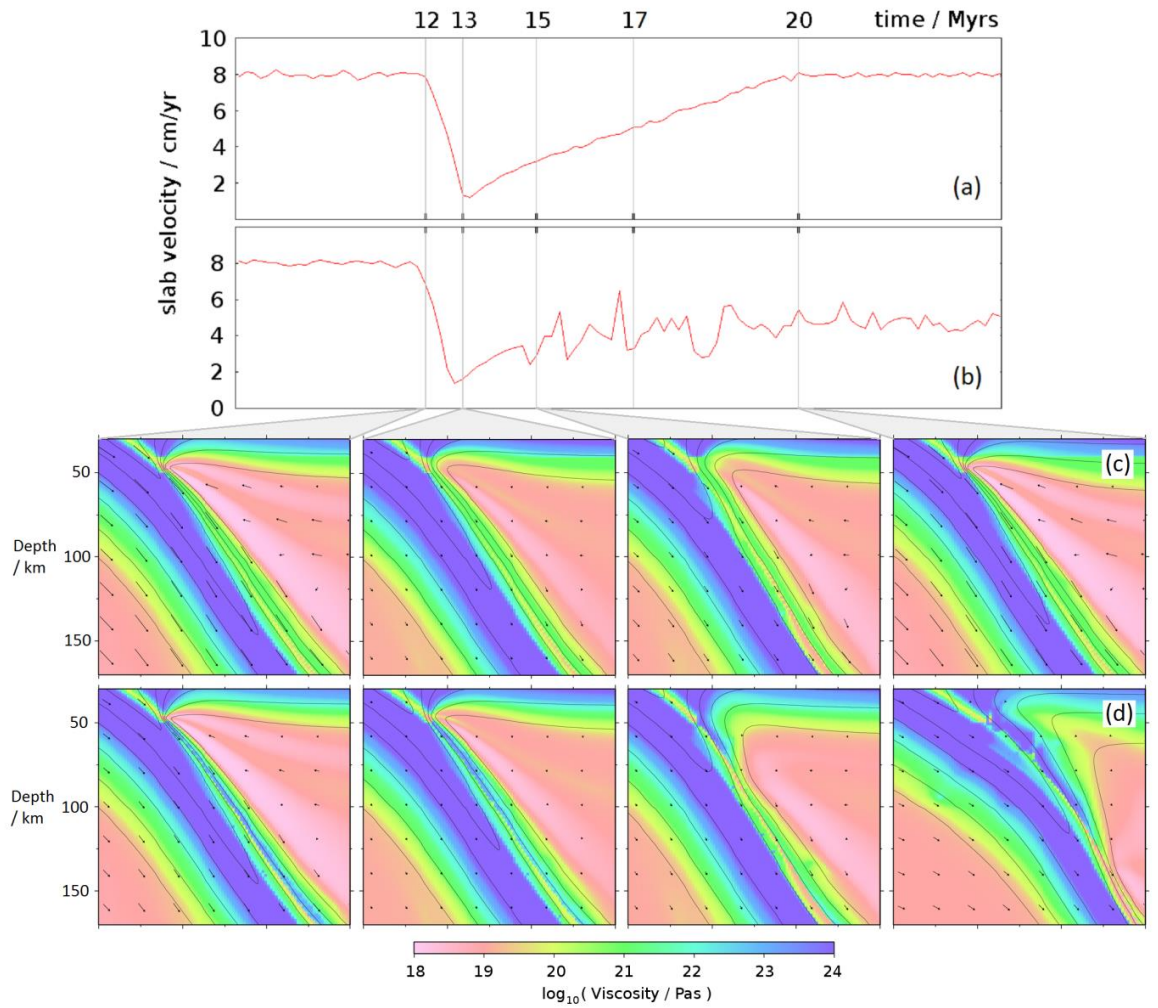 12 13 15 17 20 time / Myrs
10
8
6
4
2
(a)
slab velocity / cm/yr
8
6
4
2
0
(b)
50
100
150
Depth
/ km
(c)
50
100
150
Depth
/ km
(d)
18 19 20 21 22 23 24
log₁₀( Viscosity / Pas )